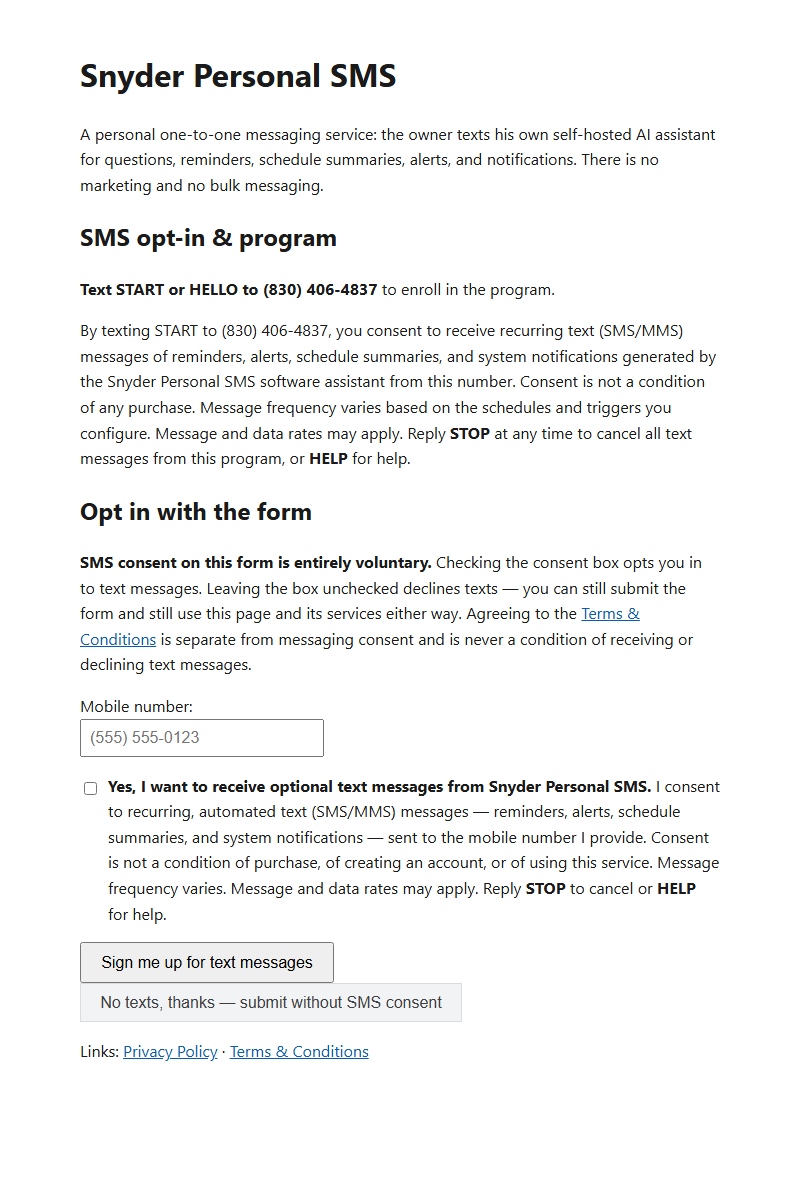 Snyder Personal SMS
A personal one-to-one messaging service: the owner texts his own self-hosted AI assistant
for questions, reminders, schedule summaries, alerts, and notifications. There is no
marketing and no bulk messaging.
SMS opt-in & program
Text START or HELLO to (830) 406-4837 to enroll in the program.
By texting START to (830) 406-4837, you consent to receive recurring text (SMS/MMS)
messages of reminders, alerts, schedule summaries, and system notifications generated by
the Snyder Personal SMS software assistant from this number. Consent is not a condition
of any purchase. Message frequency varies based on the schedules and triggers you
configure. Message and data rates may apply. Reply STOP at any time to cancel all text
messages from this program, or HELP for help.
Opt in with the form
SMS consent on this form is entirely voluntary. Checking the consent box opts you in
to text messages. Leaving the box unchecked declines texts — you can still submit the
form and still use this page and its services either way. Agreeing to the Terms &
Conditions is separate from messaging consent and is never a condition of receiving or
declining text messages.
Mobile number:
(555) 555-0123
Yes, I want to receive optional text messages from Snyder Personal SMS. I consent
to recurring, automated text (SMS/MMS) messages — reminders, alerts, schedule
summaries, and system notifications — sent to the mobile number I provide. Consent
is not a condition of purchase, of creating an account, or of using this service. Message
frequency varies. Message and data rates may apply. Reply STOP to cancel or HELP
for help.
Sign me up for text messages
No texts, thanks — submit without SMS consent
Links: Privacy Policy · Terms & Conditions